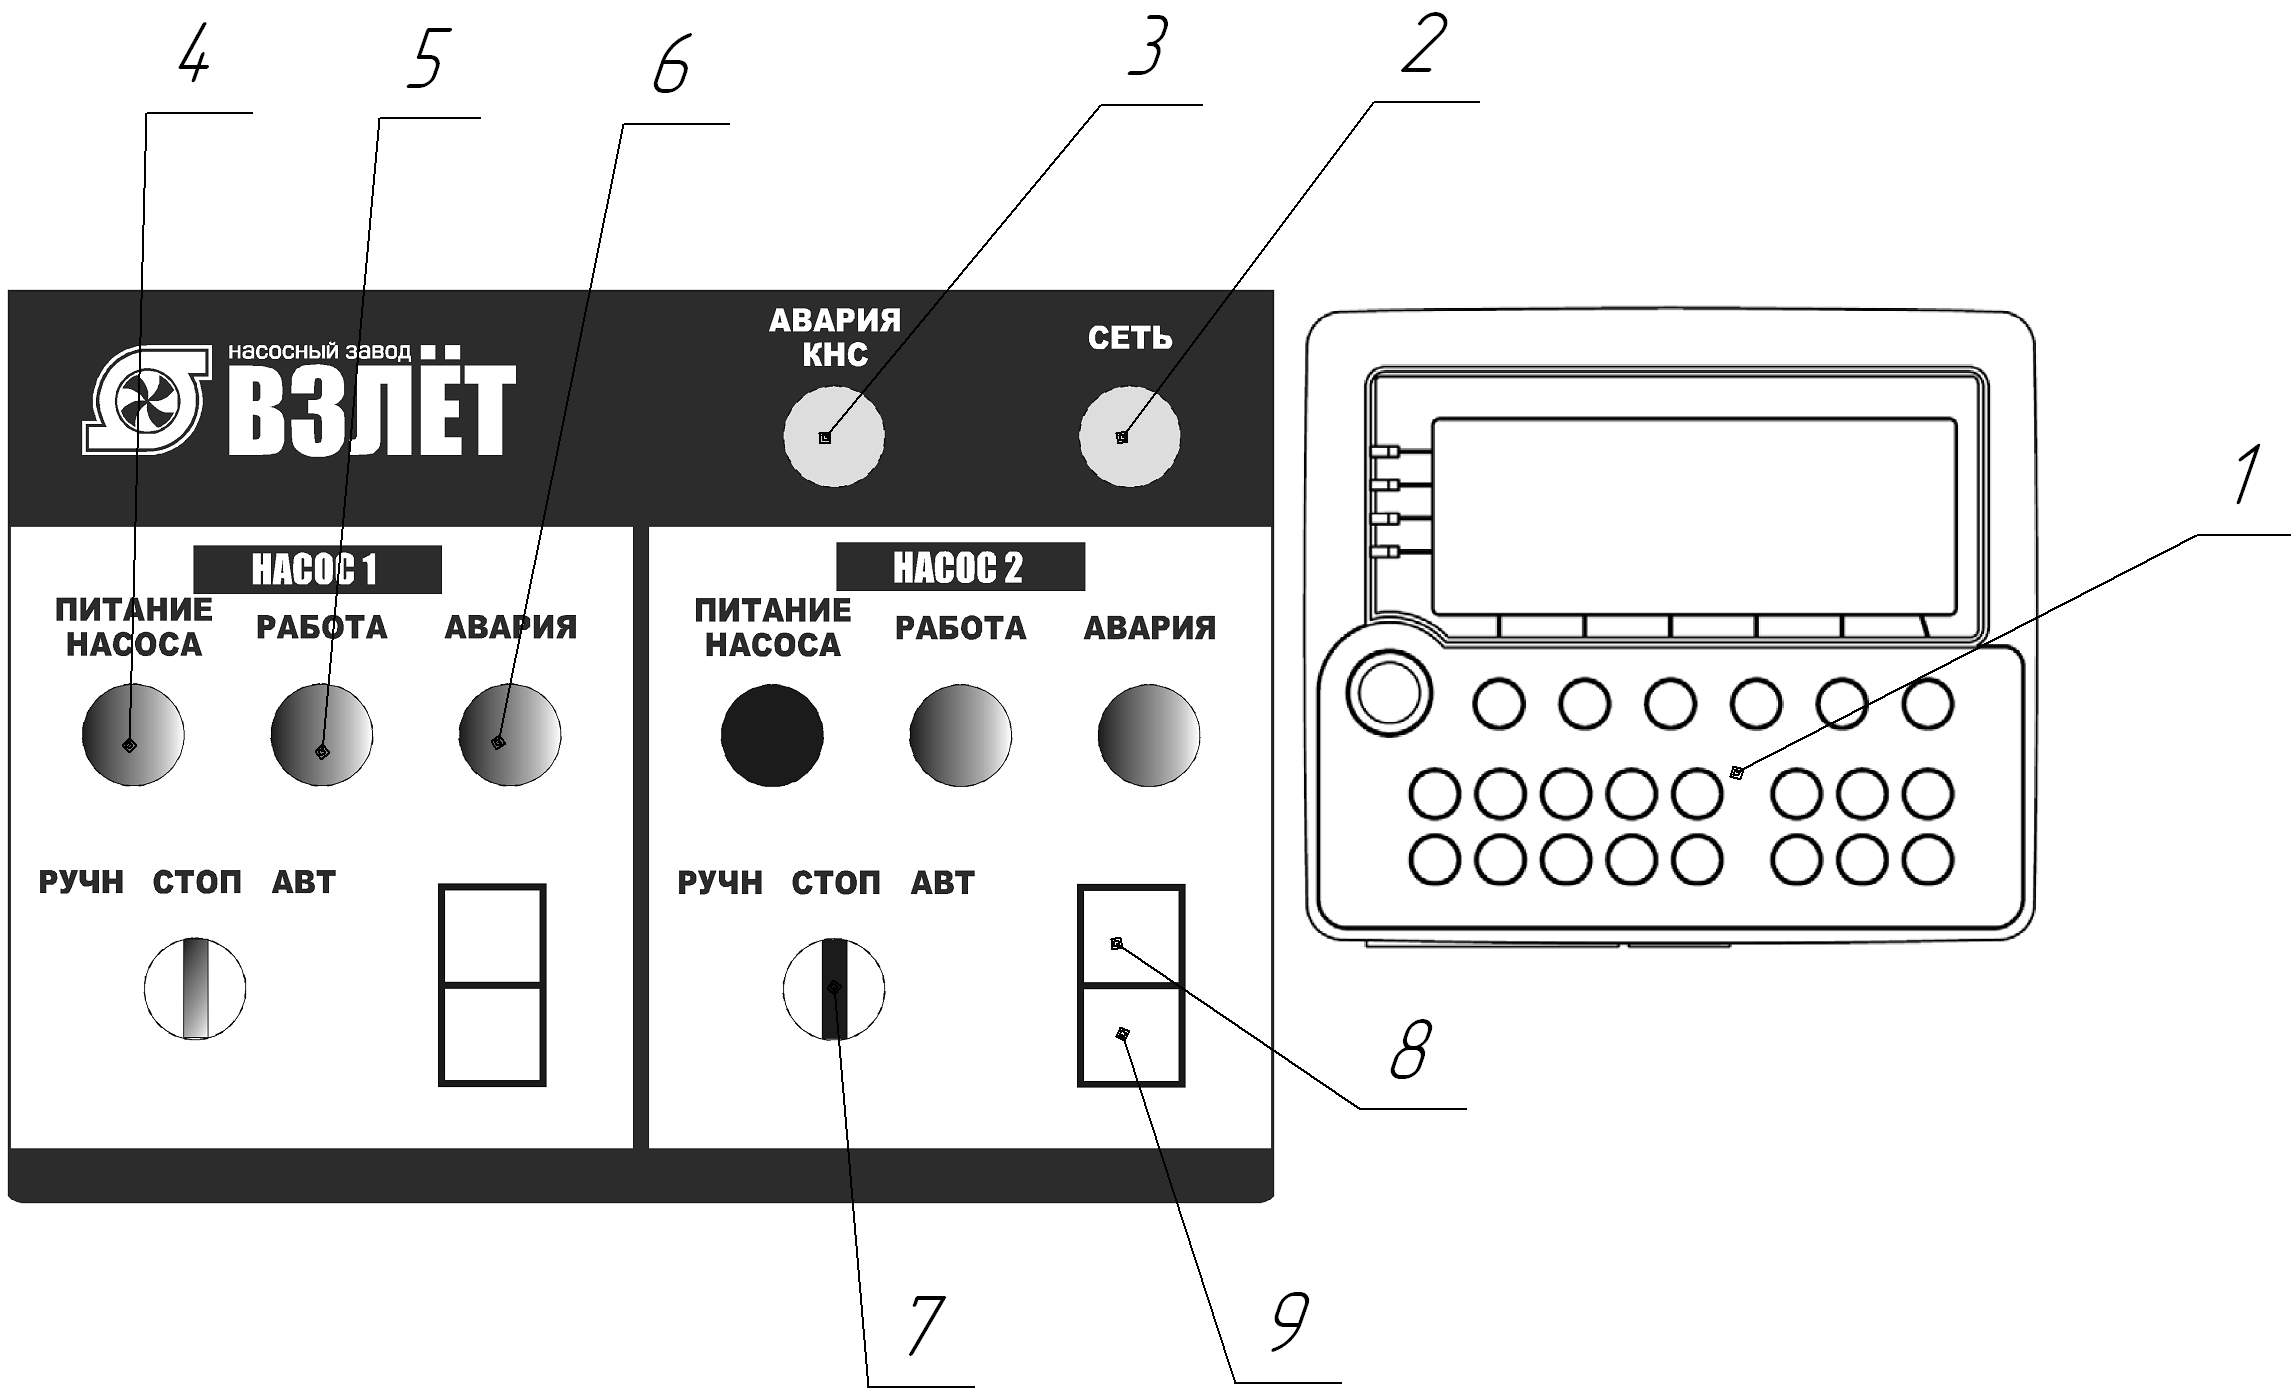 4
5
6
3
2
АВАРИЯ
КНС
СЕТЬ
насосный завод
ВЗЛЁТ
1
НАСОС 1
НАСОС 2
ПИТАНИЕ
НАСОСА
РАБОТА
АВАРИЯ
ПИТАНИЕ
НАСОСА
РАБОТА
АВАРИЯ
РУЧН СТОП АВТ
РУЧН СТОП АВТ
8
7
9